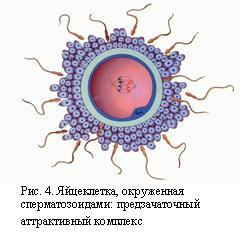 Рис. 4. Яйцеклетка, окруженная
сперматозоидами: предзачаточный
аттрактивный комплекс